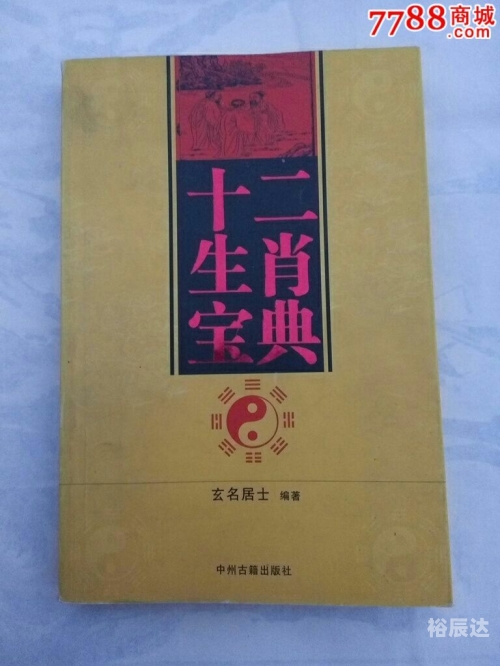 7788商城
.com
十二
生肖
宝典
玄名居士 编著
中州古籍出版社
裕辰达